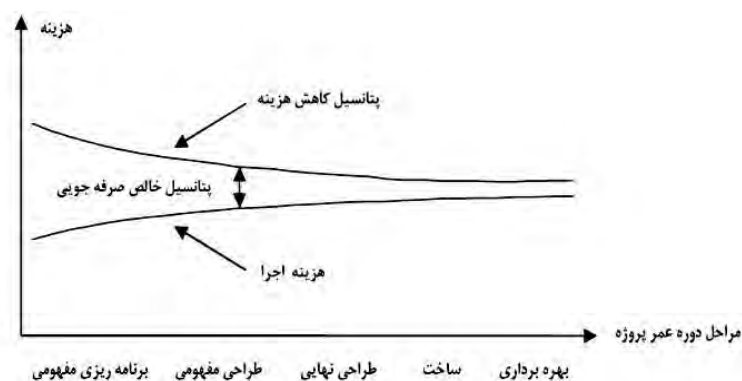 هزینه
پتانسیل کاهش هزینه
پتانسیل خالص صرفه جویی
هزینه اجرا
مراحل دوره عمر پروژه
برنامه ریزی مفهومی
طراحی مفهومی
طراحی نهایی
ساخت
بهره برداری